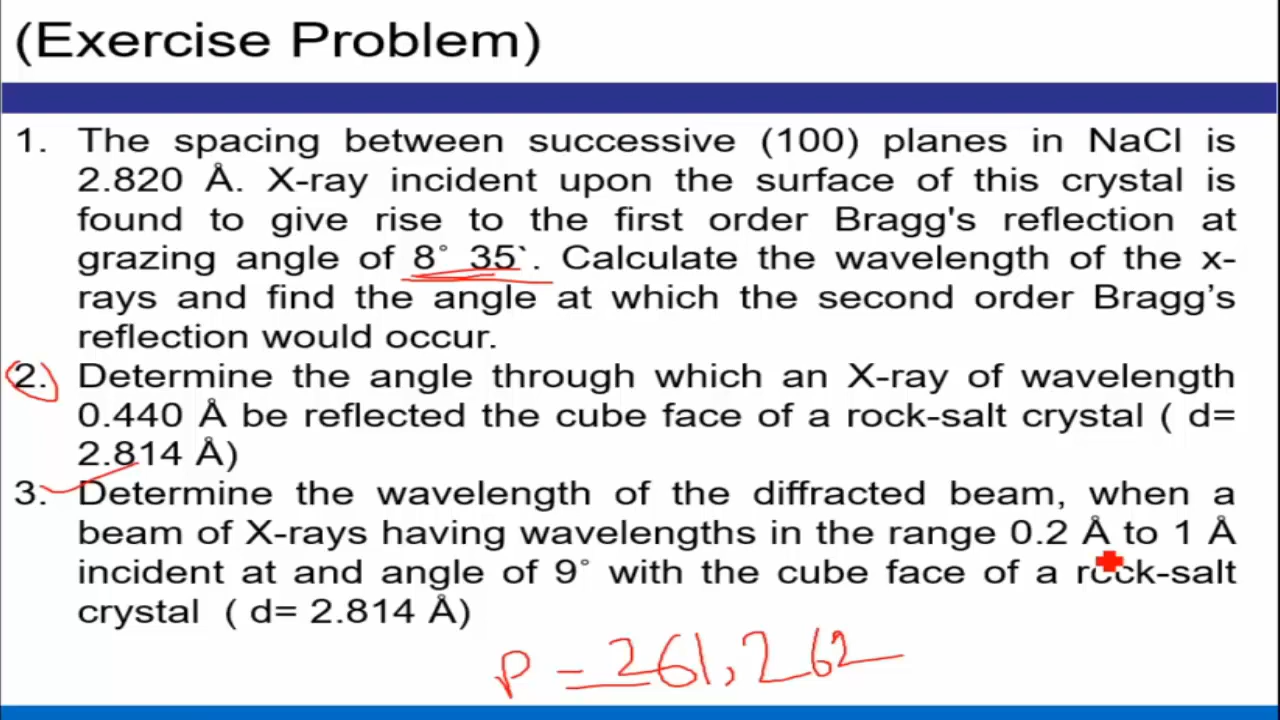 (Exercise Problem)
1. The spacing between successive (100) planes in NaCl is
2.820 Å. X-ray incident upon the surface of this crystal is
found to give rise to the first order Bragg's reflection at
grazing angle of 8˚ 35`. Calculate the wavelength of the x-
rays and find the angle at which the second order Bragg’s
reflection would occur.
2. Determine the angle through which an X-ray of wavelength
0.440 Å be reflected the cube face of a rock-salt crystal ( d=
2.814 Å)
3. Determine the wavelength of the diffracted beam, when a
beam of X-rays having wavelengths in the range 0.2 Å to 1 Å
incident at and angle of 9˚ with the cube face of a rock-salt
crystal ( d= 2.814 Å)
P = 261, 262